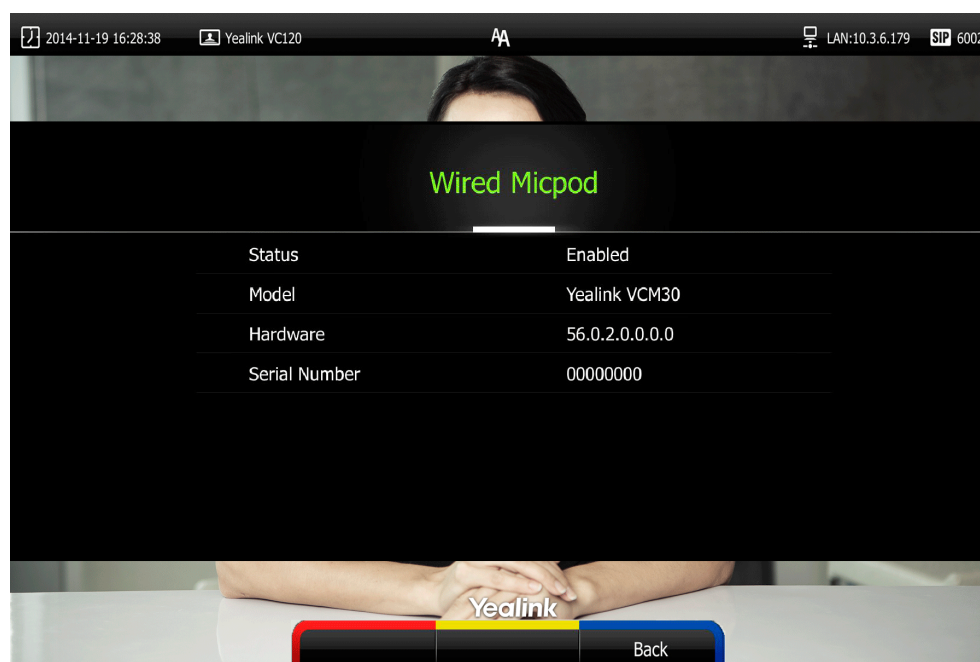 2014-11-19 16:28:38 Yealink VC120 AA LAN:10.3.6.179 SIP 6002
Wired Micpod
Status Enabled
Model Yealink VCM30
Hardware 56.0.2.0.0.0.0
Serial Number 00000000
Yealink
Back